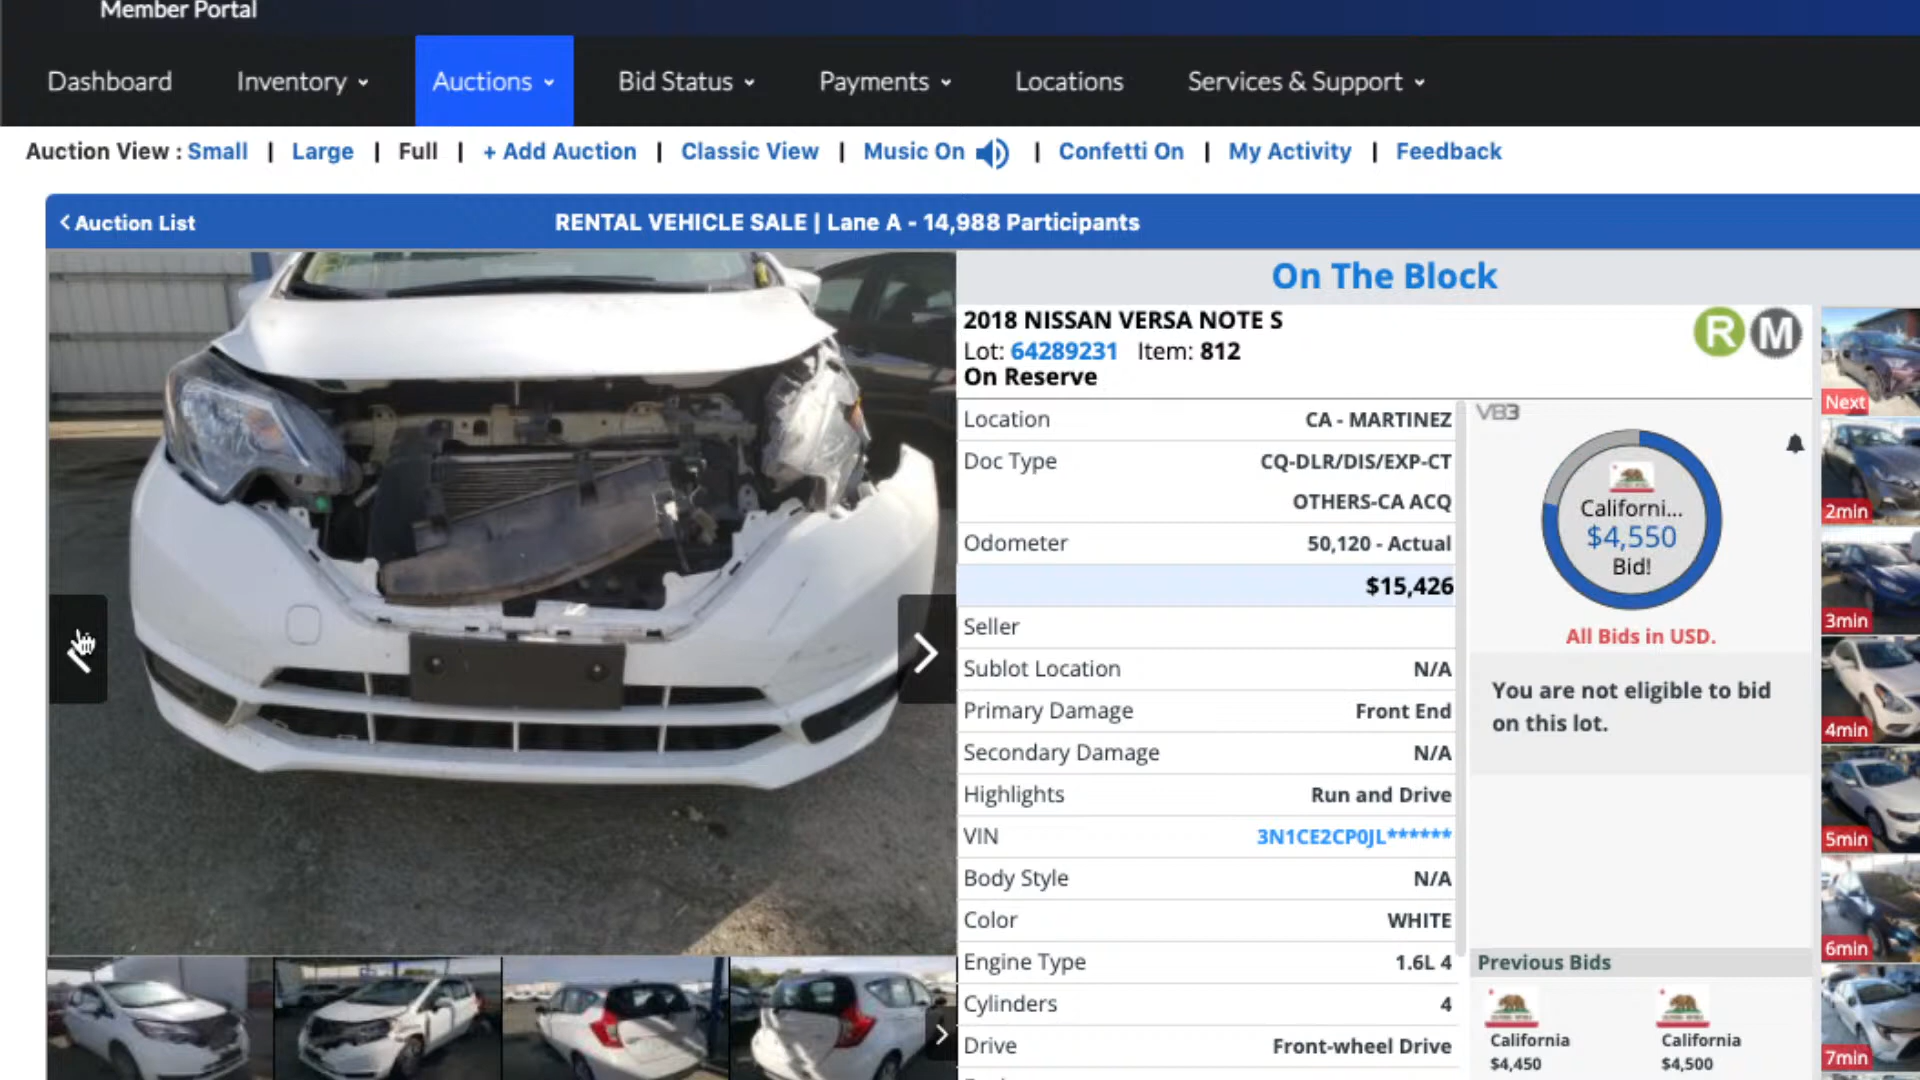 Member Portal
Dashboard Inventory Auctions Bid Status Payments Locations Services & Support
Auction View : Small | Large | Full | + Add Auction | Classic View | Music On | Confetti On | My Activity | Feedback
Auction List RENTAL VEHICLE SALE | Lane A - 14,988 Participants
On The Block
2018 NISSAN VERSA NOTE S
Lot: 64289231 Item: 812
On Reserve
R M
Location CA - MARTINEZ
Doc Type CQ-DLR/DIS/EXP-CT
OTHERS-CA ACQ
Odometer 50,120 - Actual
$15,426
Seller
Sublot Location N/A
Primary Damage Front End
Secondary Damage N/A
Highlights Run and Drive
VIN 3N1CE2CP0JL******
Body Style N/A
Color WHITE
Engine Type 1.6L 4
Cylinders 4
Drive Front-wheel Drive
VB3
Californi...
$4,550
Bid!
All Bids in USD.
You are not eligible to bid
on this lot.
Previous Bids
California California
$4,450 $4,500
Next
2min
3min
4min
5min
6min
7min